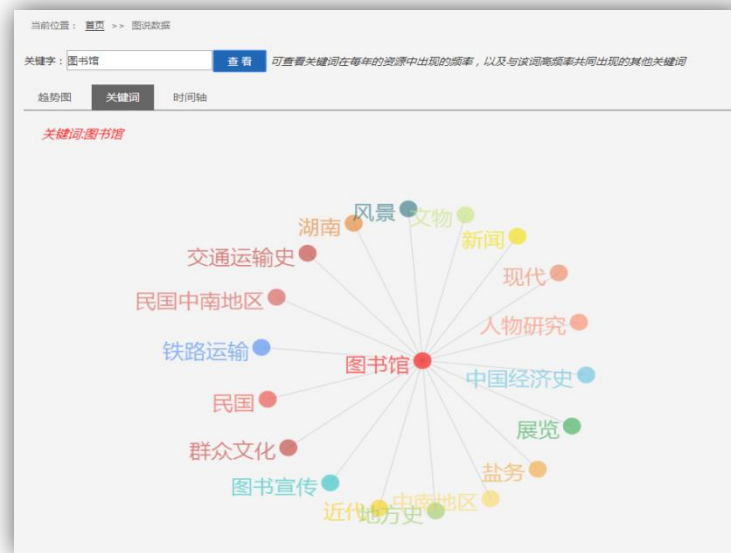 当前位置： 首页 >> 图说数据
关键字： 图书馆 查 看 可查看关键词在每年的资源中出现的频率，以及与该词高频率共同出现的其他关键词
趋势图 关键词 时间轴
关键词:图书馆
风景
文物
湖南
新闻
交通运输史
现代
民国中南地区
人物研究
铁路运输
图书馆
中国经济史
民国
展览
群众文化
盐务
图书宣传
中南地区
近代
地方史